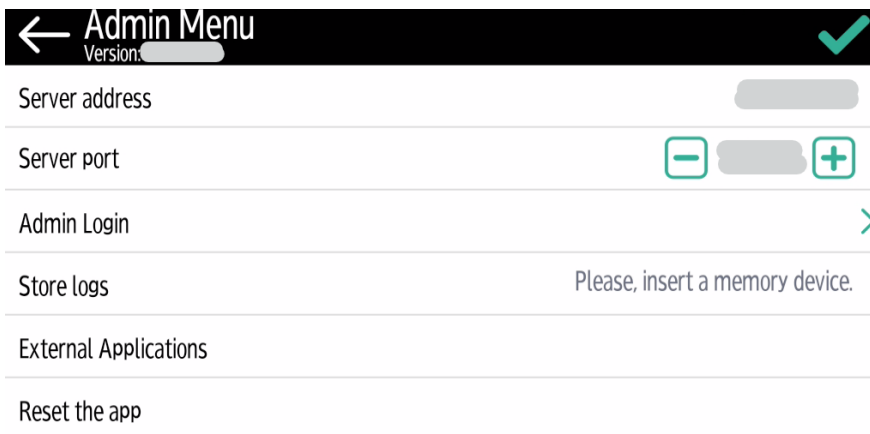 Admin Menu
Version:
Server address
Server port
Admin Login
Store logs
Please, insert a memory device.
External Applications
Reset the app